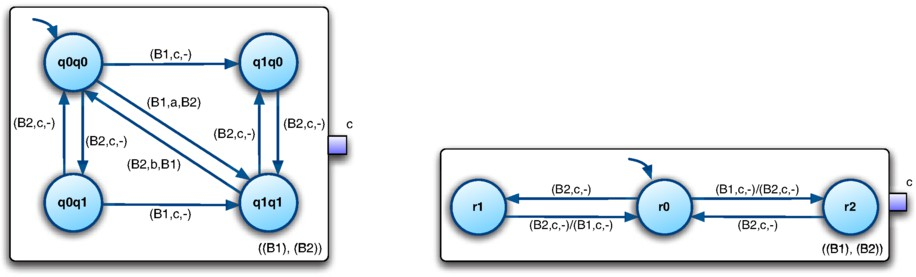 q0q0
(B1,c,-)
q1q0
(B1,a,B2)
(B2,c,-)
(B2,c,-)
(B2,c,-)
(B2,c,-)
(B2,b,B1)
c
q0q1
(B1,c,-)
q1q1
((B1), (B2))
r1
(B2,c,-)
(B2,c,-)/(B1,c,-)
r0
(B1,c,-)/(B2,c,-)
(B2,c,-)
r2
c
((B1), (B2))